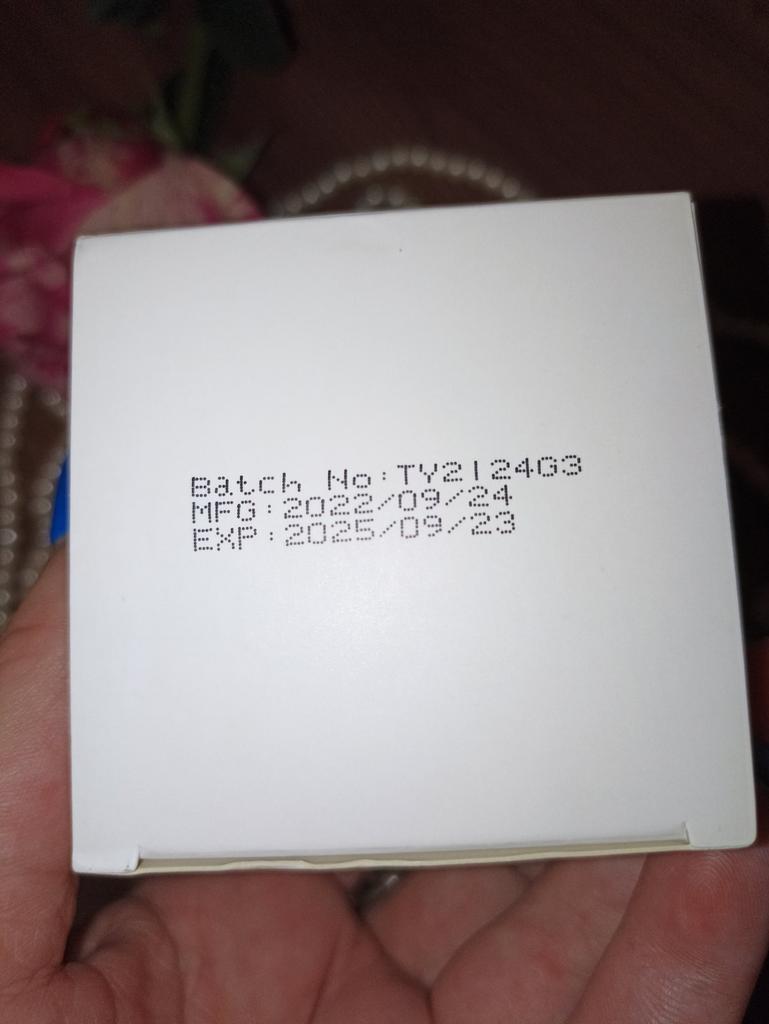 Batch No:TY2124G3
MFG:2022/09/24
EXP:2025/09/23